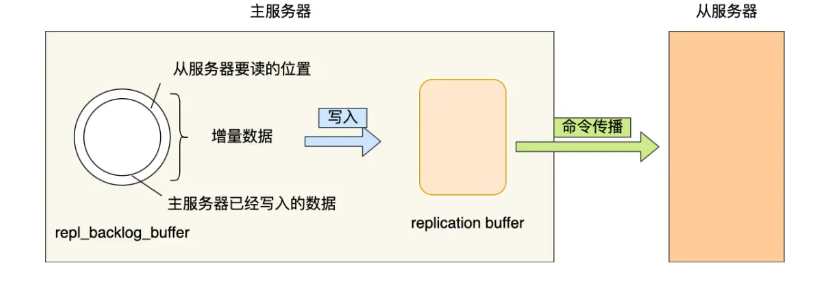 主服务器
从服务器
从服务器要读的位置
增量数据
写入
命令传播
主服务器已经写入的数据
repl_backlog_buffer
replication buffer